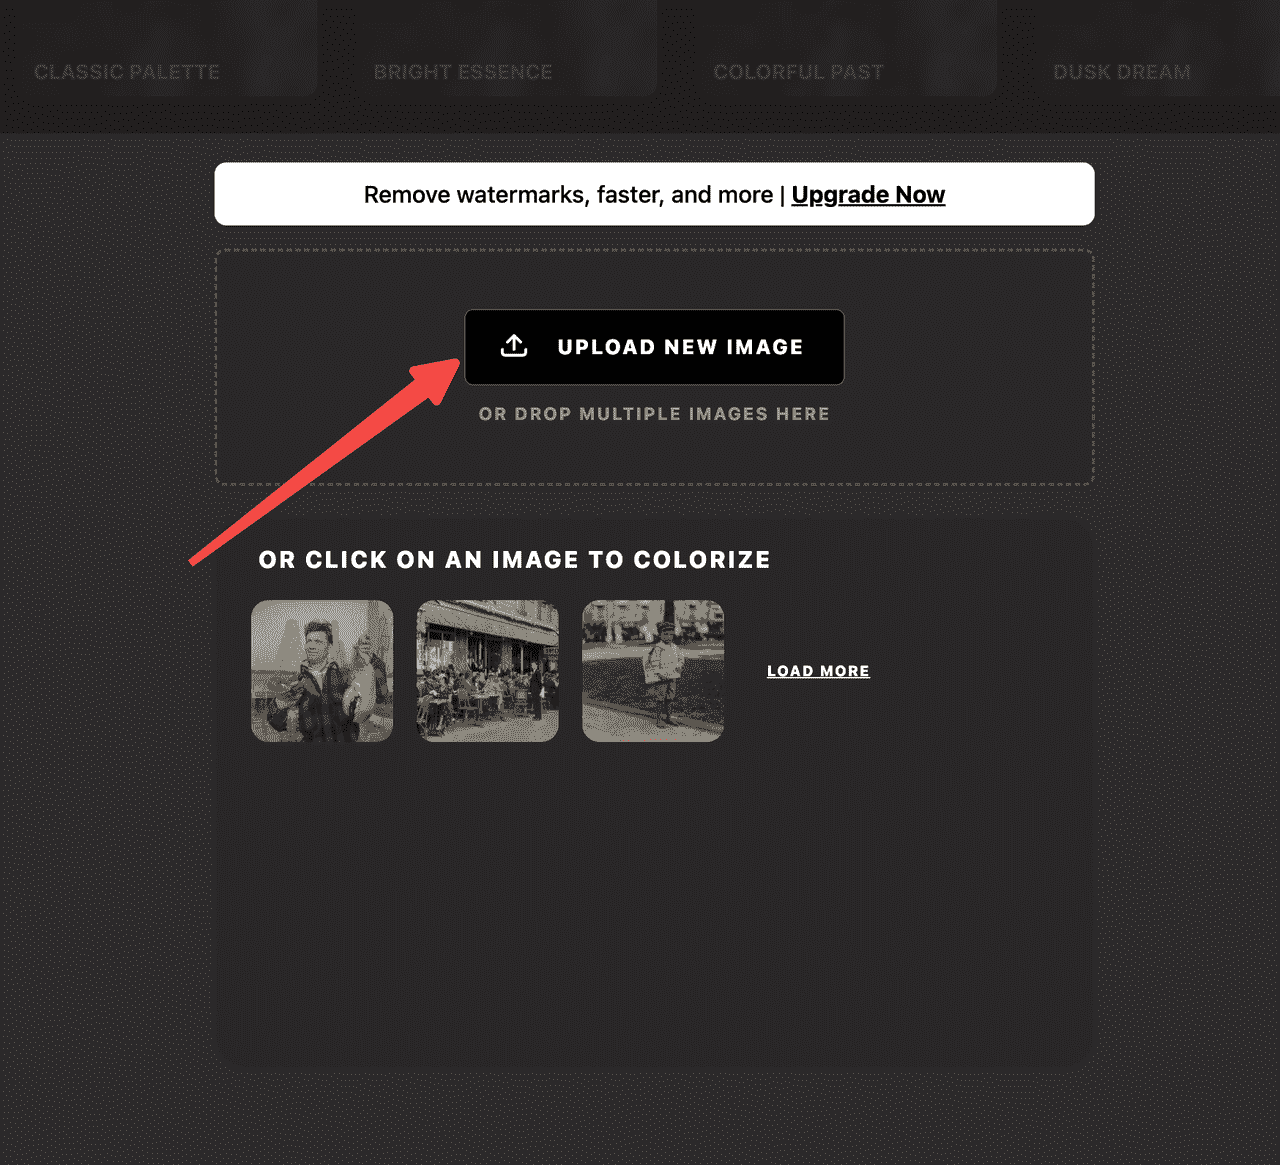 CLASSIC PALETTE
BRIGHT ESSENCE
COLORFUL PAST
DUSK DREAM
Remove watermarks, faster, and more | Upgrade Now
UPLOAD NEW IMAGE
OR DROP MULTIPLE IMAGES HERE
OR CLICK ON AN IMAGE TO COLORIZE
LOAD MORE